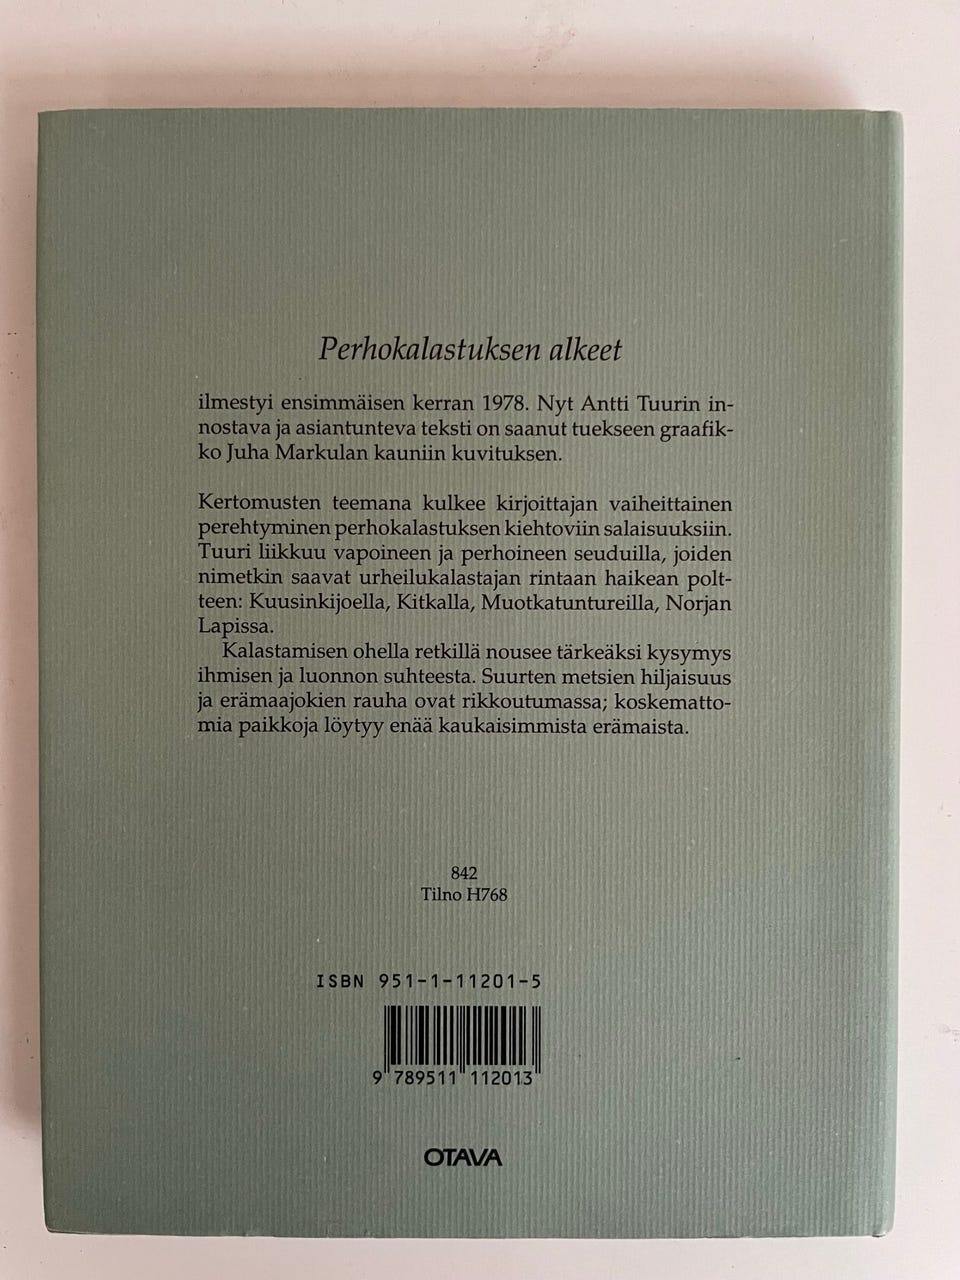 Perhokalastuksen alkeet
ilmestyi ensimmäisen kerran 1978. Nyt Antti Tuurin in-
nostava ja asiantunteva teksti on saanut tuekseen graafik-
ko Juha Markulan kauniin kuvituksen.
Kertomusten teemana kulkee kirjoittajan vaiheittainen
perehtyminen perhokalastuksen kiehtoviin salaisuuksiin.
Tuuri liikkuu vapoineen ja perhoineen seuduilla, joiden
nimetkin saavat urheilukalastajan rintaan haikean polt-
teen: Kuusinkijoella, Kitkalla, Muotkatuntureilla, Norjan
Lapissa.
Kalastamisen ohella retkillä nousee tärkeäksi kysymys
ihmisen ja luonnon suhteesta. Suurten metsien hiljaisuus
ja erämaajokien rauha ovat rikkoutumassa; koskematto-
mia paikkoja löytyy enää kaukaisimmista erämaista.
842
Tilno H768
ISBN 951-1-11201-5
9 789511 112013
OTAVA